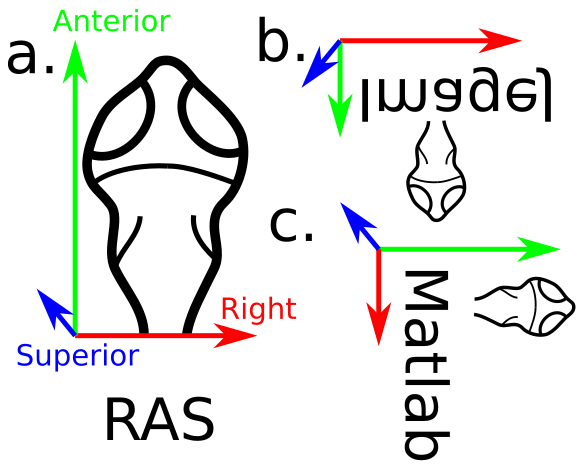 a.
Anterior
Right
Superior
RAS
b.
ImageJ
c.
Matlab